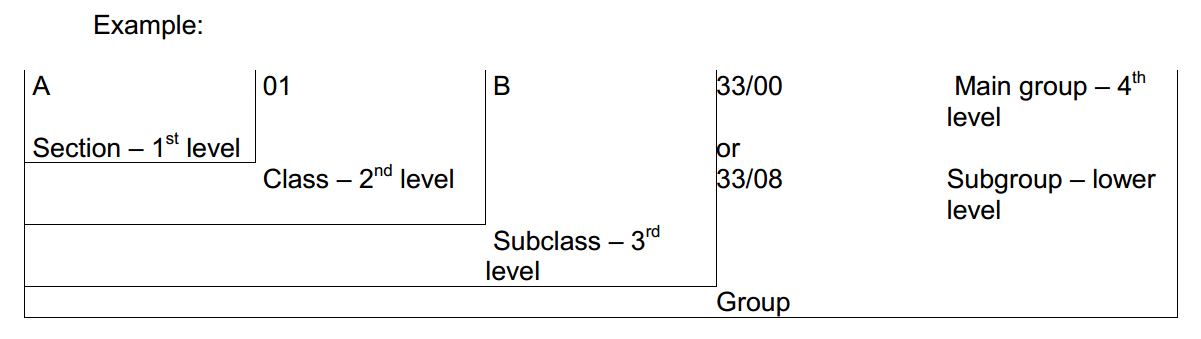 Example:
A 01 B 33/00 Main group – 4th
level
Section – 1st level or
Class – 2nd level 33/08 Subgroup – lower
level
Subclass – 3rd
level
Group